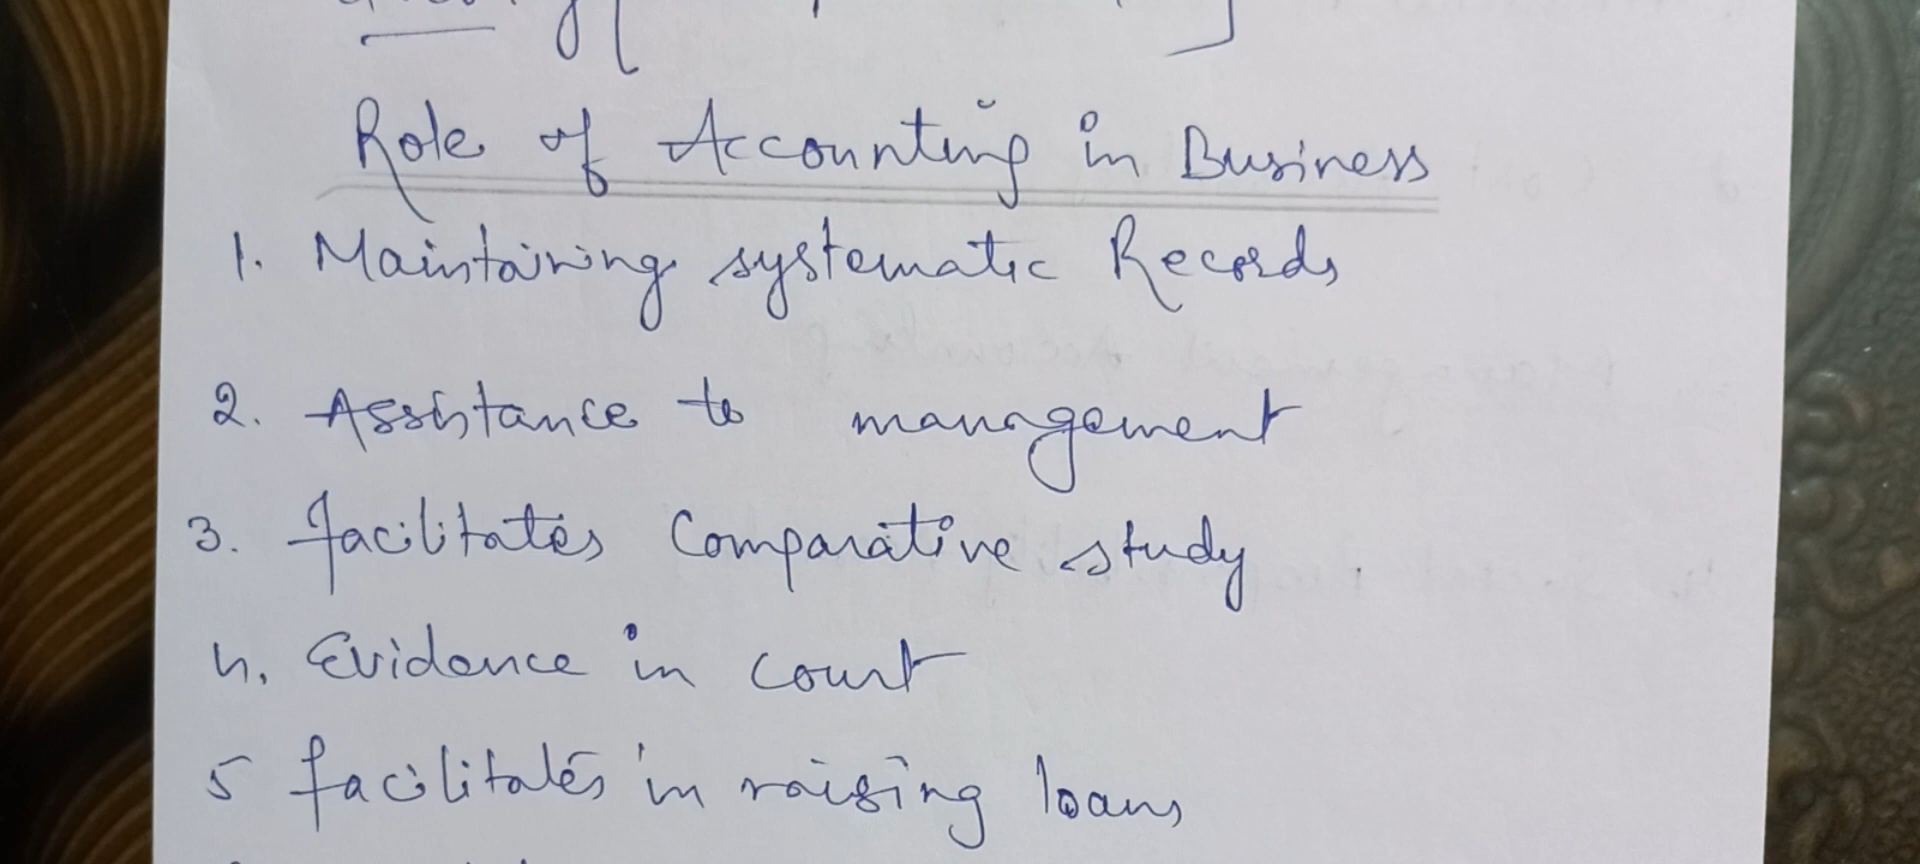 Role of Accounting in Business
1. Maintaining systematic Records
2. Assistance to management
3. facilitates Comparative study
4. Evidence in court
5 facilitates in raising loans